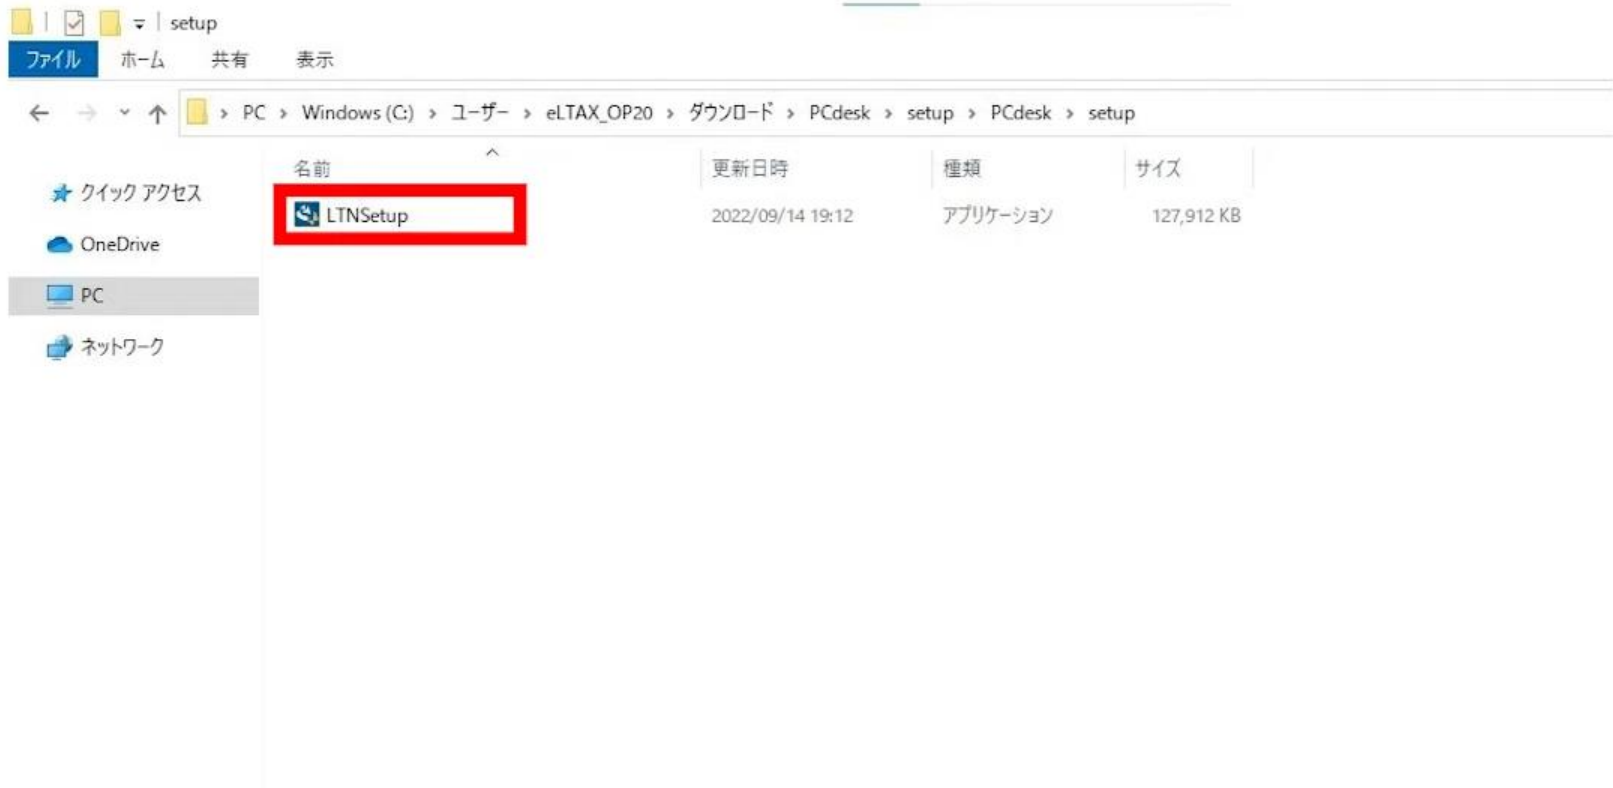 setup
ファイル ホーム 共有 表示
PC › Windows (C:) › ユーザー › eLTAX_OP20 › ダウンロード › PCdesk › setup › PCdesk › setup
名前 更新日時 種類 サイズ
クイック アクセス
LTNSetup 2022/09/14 19:12 アプリケーション 127,912 KB
OneDrive
PC
ネットワーク